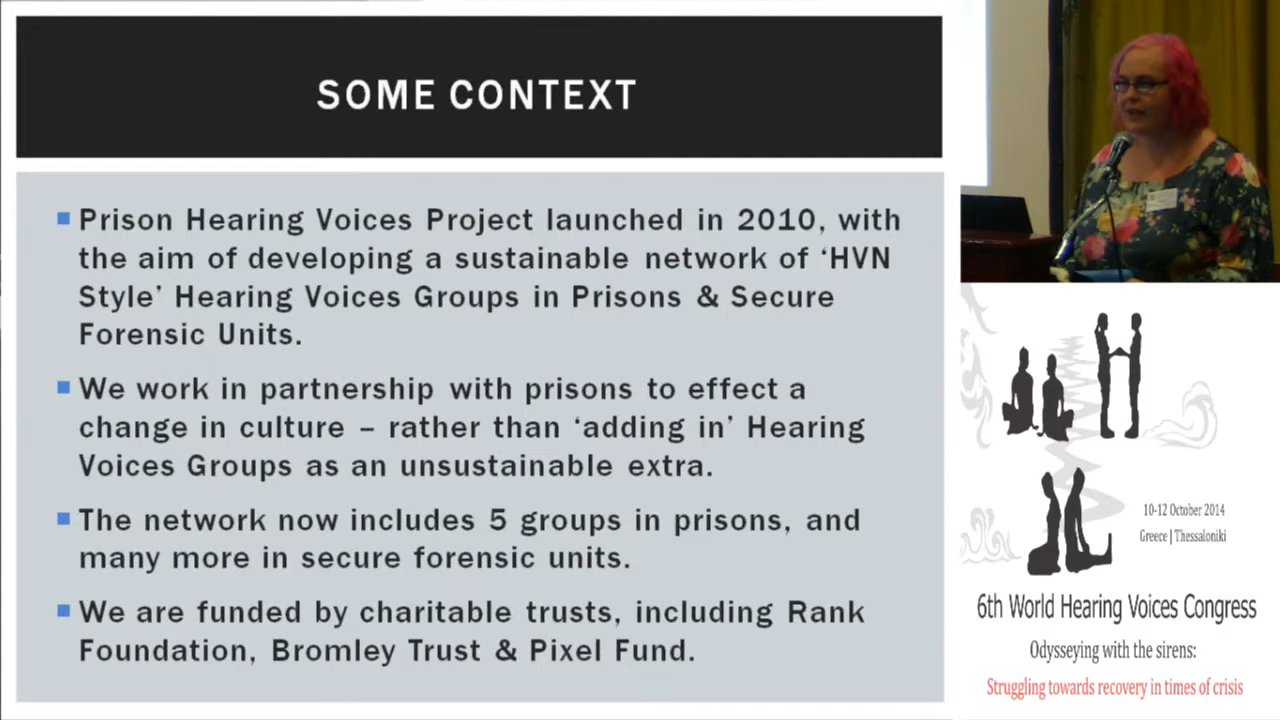 SOME CONTEXT
Prison Hearing Voices Project launched in 2010, with
the aim of developing a sustainable network of ‘HVN
Style’ Hearing Voices Groups in Prisons & Secure
Forensic Units.
We work in partnership with prisons to effect a
change in culture – rather than ‘adding in’ Hearing
Voices Groups as an unsustainable extra.
The network now includes 5 groups in prisons, and
many more in secure forensic units.
We are funded by charitable trusts, including Rank
Foundation, Bromley Trust & Pixel Fund.
10-12 October 2014
Greece | Thessaloniki
6th World Hearing Voices Congress
Odysseying with the sirens:
Struggling towards recovery in times of crisis